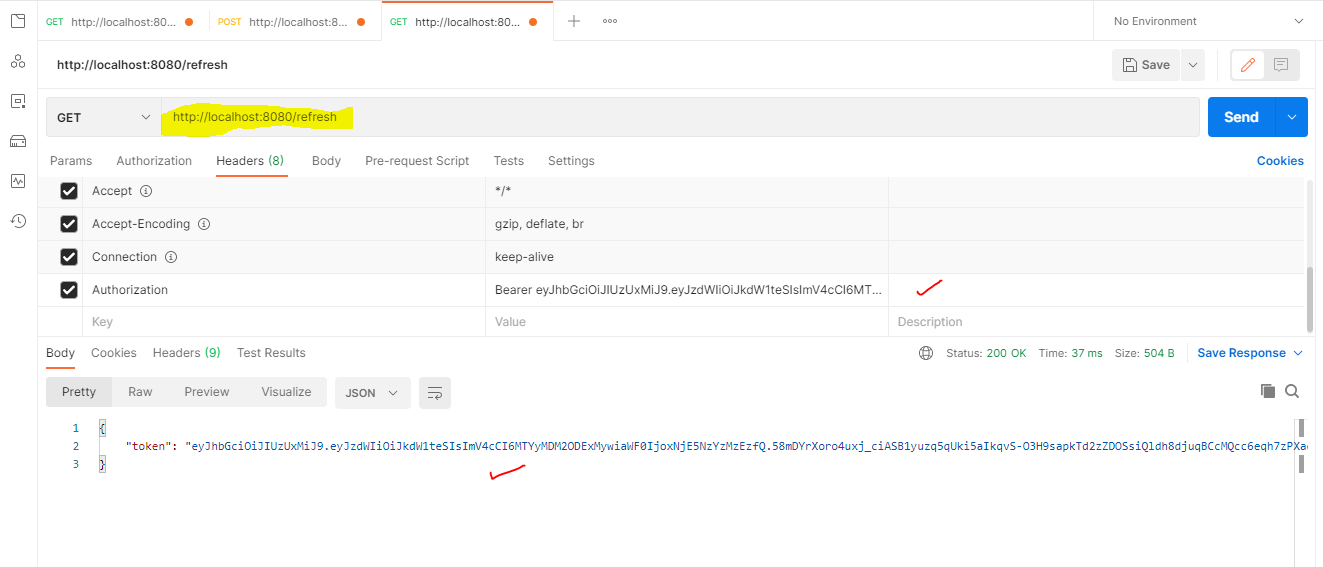 GET http://localhost:80... POST http://localhost:8... GET http://localhost:80... No Environment
http://localhost:8080/refresh Save
GET http://localhost:8080/refresh Send
Params Authorization Headers (8) Body Pre-request Script Tests Settings Cookies
Accept */*
Accept-Encoding gzip, deflate, br
Connection keep-alive
Authorization Bearer eyJhbGciOiJIUzUxMiJ9.eyJzdWIiOiJkdW1teSIsImV4cCI6MT...
Key Value Description
Body Cookies Headers (9) Test Results Status: 200 OK Time: 37 ms Size: 504 B Save Response
Pretty Raw Preview Visualize JSON
1 {
2 "token": "eyJhbGciOiJIUzUxMiJ9.eyJzdWIiOiJkdW1teSIsImV4cCI6MTYyMDM2ODExMywiaWF0IjoxNjE5NzYzMzEzfQ.58mDYrXoro4uxj_ciASB1yuzq5qUki5aIkqvS-O3H9sapkTd2zZDOSsiQldh8djuqBCcMQcc6eqh7zPXa
3 }